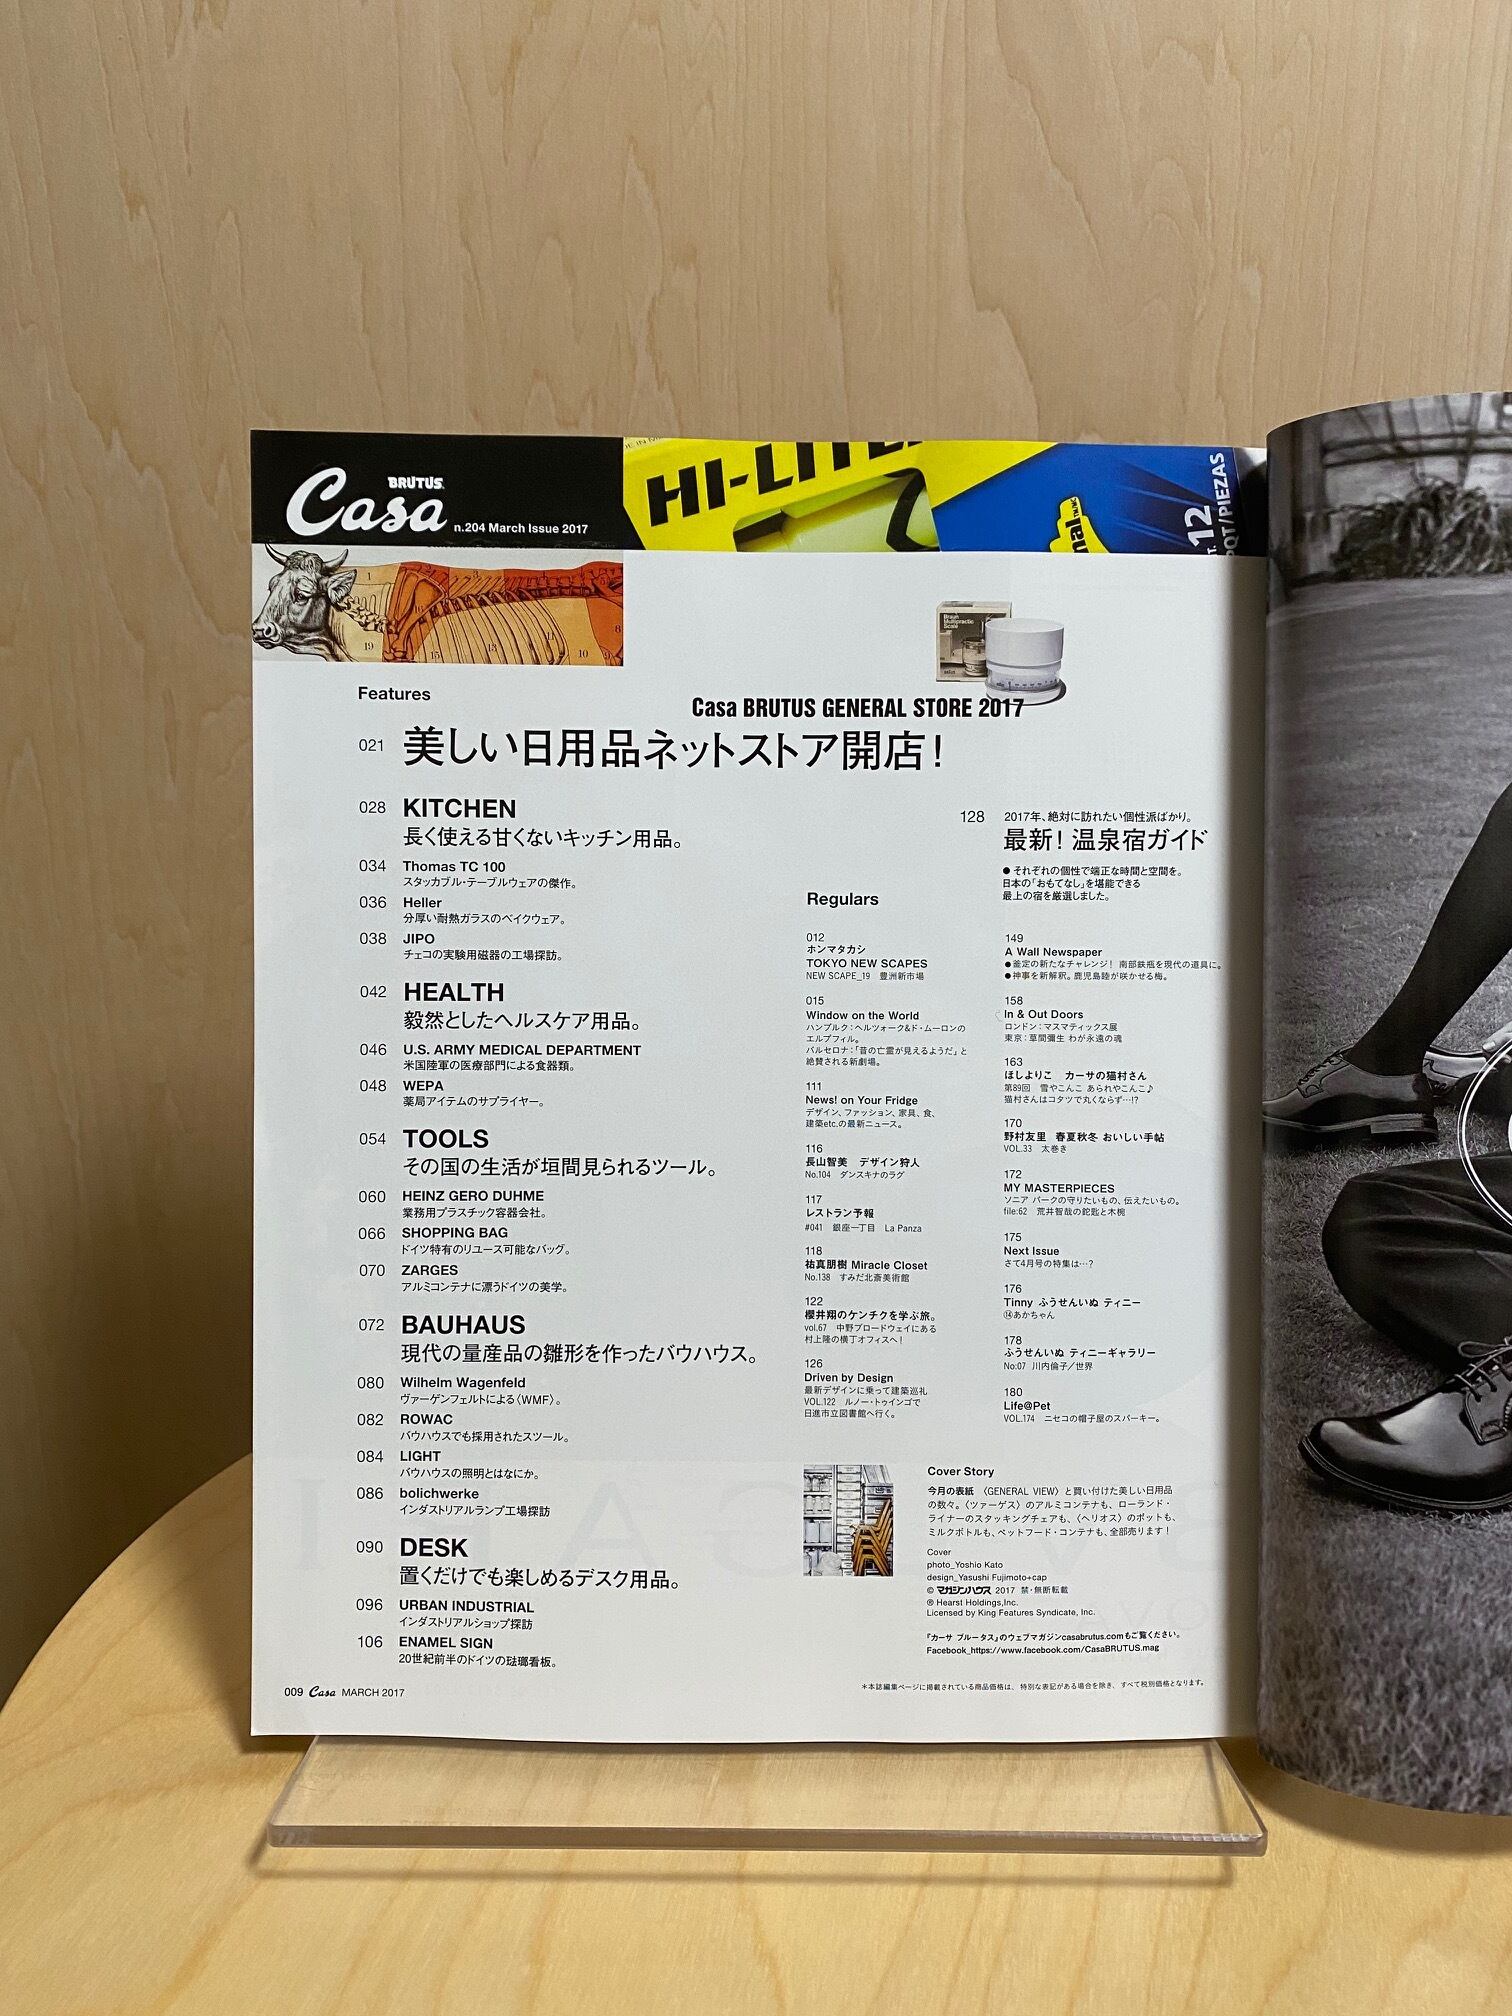 BRUTUS
Casa
n.204 March Issue 2017
HI-LITE
12
PQT/PIEZAS
Braun
Multipractic
Scale
Features
Casa BRUTUS GENERAL STORE 2017
021 美しい日用品ネットストア開店！
028 KITCHEN
長く使える甘くないキッチン用品。
034 Thomas TC 100
スタッカブル・テーブルウェアの傑作。
036 Heller
分厚い耐熱ガラスのベイクウェア。
038 JIPO
チェコの実験用磁器の工場探訪。
042 HEALTH
毅然としたヘルスケア用品。
046 U.S. ARMY MEDICAL DEPARTMENT
米国陸軍の医療部門による食器類。
048 WEPA
薬局アイテムのサプライヤー。
054 TOOLS
その国の生活が垣間見られるツール。
060 HEINZ GERO DUHME
業務用プラスチック容器会社。
066 SHOPPING BAG
ドイツ特有のリユース可能なバッグ。
070 ZARGES
アルミコンテナに漂うドイツの美学。
072 BAUHAUS
現代の量産品の雛形を作ったバウハウス。
080 Wilhelm Wagenfeld
ヴァーゲンフェルトによる〈WMF〉。
082 ROWAC
バウハウスでも採用されたスツール。
084 LIGHT
バウハウスの照明とはなにか。
086 bolichwerke
インダストリアルランプ工場探訪
090 DESK
置くだけでも楽しめるデスク用品。
096 URBAN INDUSTRIAL
インダストリアルショップ探訪
106 ENAMEL SIGN
20世紀前半のドイツの琺瑯看板。
128 2017年、絶対に訪れたい個性派ばかり。
最新！ 温泉宿ガイド
● それぞれの個性で端正な時間と空間を。
日本の「おもてなし」を堪能できる
最上の宿を厳選しました。
Regulars
012
ホンマタカシ
TOKYO NEW SCAPES
NEW SCAPE_19 豊洲新市場
015
Window on the World
ハンブルク：ヘルツォーク&ド・ムーロンの
エルプフィル。
バルセロナ：「昔の亡霊が見えるようだ」と
絶賛される新劇場。
111
News! on Your Fridge
デザイン、ファッション、家具、食、
建築etc.の最新ニュース。
116
長山智美 デザイン狩人
No.104 ダンスキナのラグ
117
レストラン予報
#041 銀座一丁目 La Panza
118
祐真朋樹 Miracle Closet
No.138 すみだ北斎美術館
122
櫻井翔のケンチクを学ぶ旅。
vol.67 中野ブロードウェイにある
村上隆の横丁オフィスへ！
126
Driven by Design
最新デザインに乗って建築巡礼
VOL.122 ルノー・トゥインゴで
日進市立図書館へ行く。
149
A Wall Newspaper
●釜定の新たなチャレンジ！ 南部鉄瓶を現代の道具に。
●神事を新解釈。鹿児島睦が咲かせる梅。
158
In & Out Doors
ロンドン：マスマティックス展
東京：草間彌生 わが永遠の魂
163
ほしよりこ カーサの猫村さん
第89回 雪やこんこ あられやこんこ♪
猫村さんはコタツで丸くならず…!?
170
野村友里 春夏秋冬 おいしい手帖
VOL.33 太巻き
172
MY MASTERPIECES
ソニア パークの守りたいもの、伝えたいもの。
file:62 荒井智哉の鉈匙と木椀
175
Next Issue
さて4月号の特集は…？
176
Tinny ふうせんいぬ ティニー
⑭あかちゃん
178
ふうせんいぬ ティニーギャラリー
No:07 川内倫子／世界
180
Life@Pet
VOL.174 ニセコの帽子屋のスパーキー。
Cover Story
今月の表紙 〈GENERAL VIEW〉と買い付けた美しい日用品
の数々。〈ツァーゲス〉のアルミコンテナも、ローランド・
ライナーのスタッキングチェアも、〈ヘリオス〉のポットも、
ミルクボトルも、ペットフード・コンテナも、全部売ります！
Cover
photo_Yoshio Kato
design_Yasushi Fujimoto+cap
© マガジンハウス 2017 禁・無断転載
® Hearst Holdings,Inc.
Licensed by King Features Syndicate, Inc.
『カーサ ブルータス』のウェブマガジンcasabrutus.comもご覧ください。
Facebook_https://www.facebook.com/CasaBRUTUS.mag
009 Casa MARCH 2017
＊本誌編集ページに掲載されている商品価格は、特別な表記がある場合を除き、すべて税別価格となります。